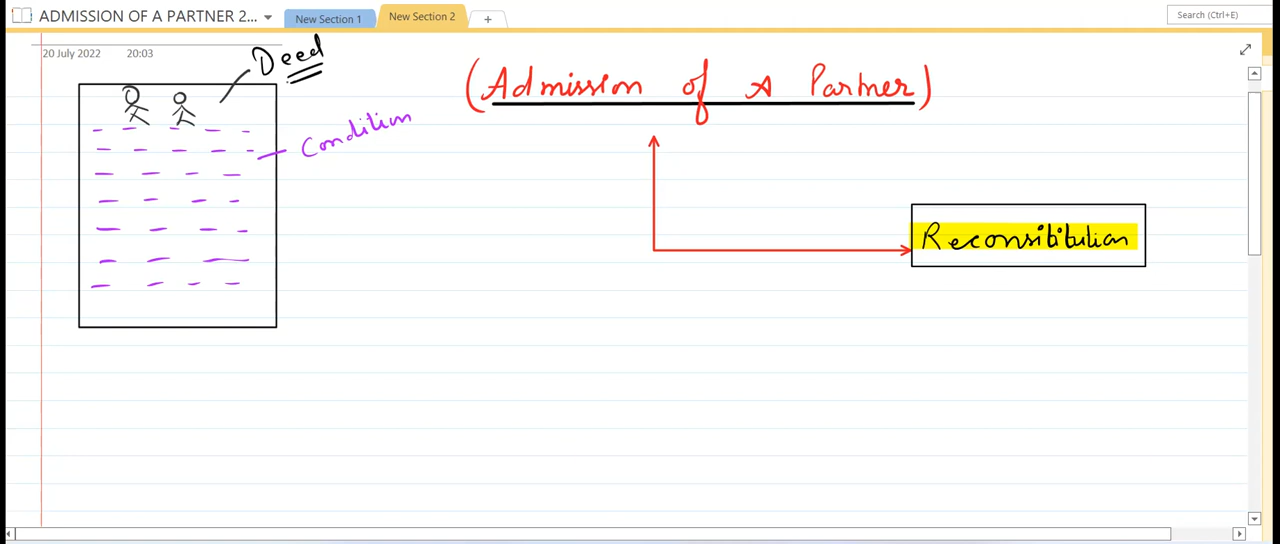 ADMISSION OF A PARTNER 2...
New Section 1
New Section 2
+
Search (Ctrl+E)
20 July 2022 20:03
Deed
(Admission of A Partner)
Condition
Reconsititution